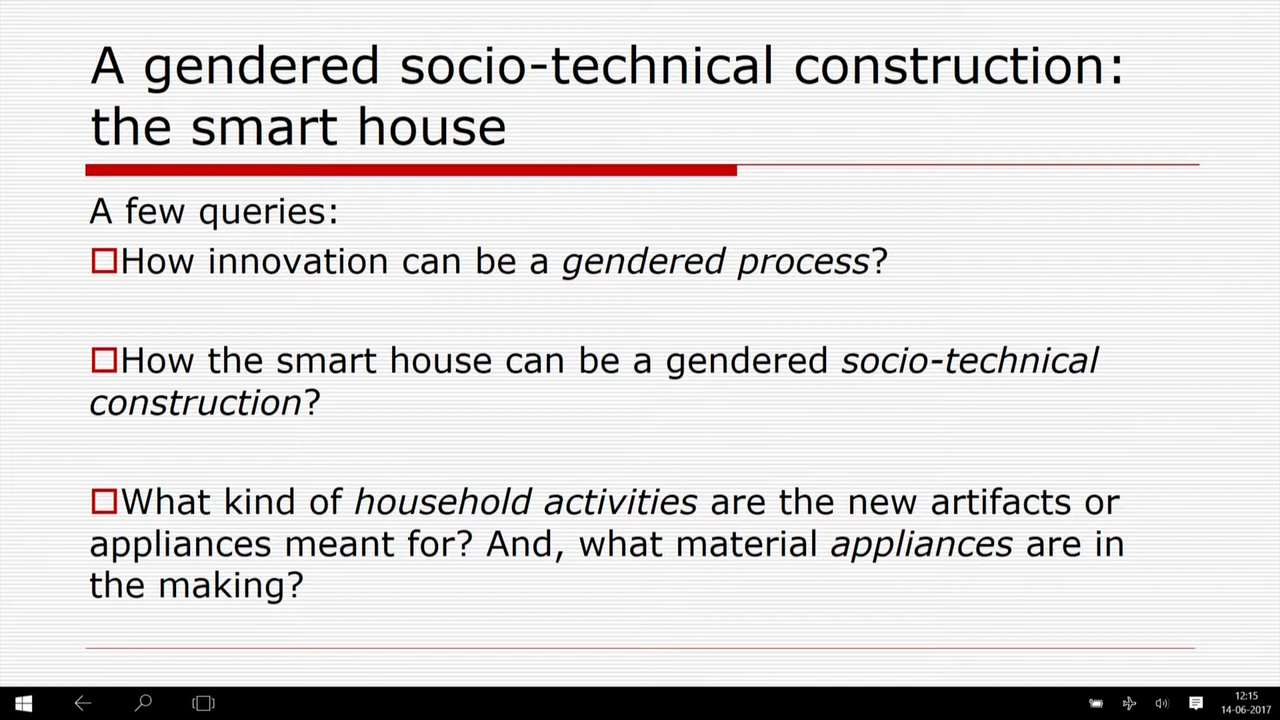 A gendered socio-technical construction:
the smart house
A few queries:
How innovation can be a gendered process?
How the smart house can be a gendered socio-technical
construction?
What kind of household activities are the new artifacts or
appliances meant for? And, what material appliances are in
the making?
12:15
14-06-2017